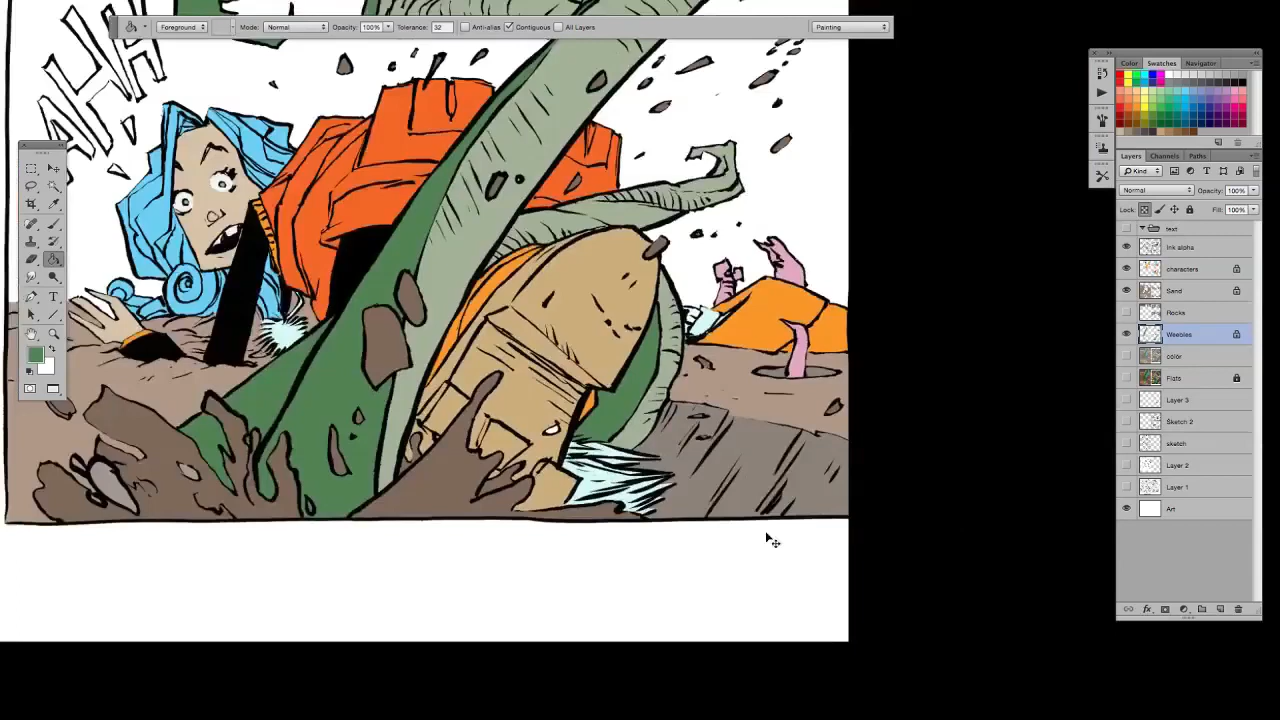 Foreground Mode: Normal Opacity: 100% Tolerance: 32 Anti-alias Contiguous All Layers Painting
AHA!
Color Swatches Navigator
Layers Channels Paths
Kind
Normal Opacity: 100%
Lock: Fill: 100%
text
Ink alpha
characters
Sand
Rocks
Weebles
color
Flats
Layer 3
Sketch 2
sketch
Layer 2
Layer 1
Art